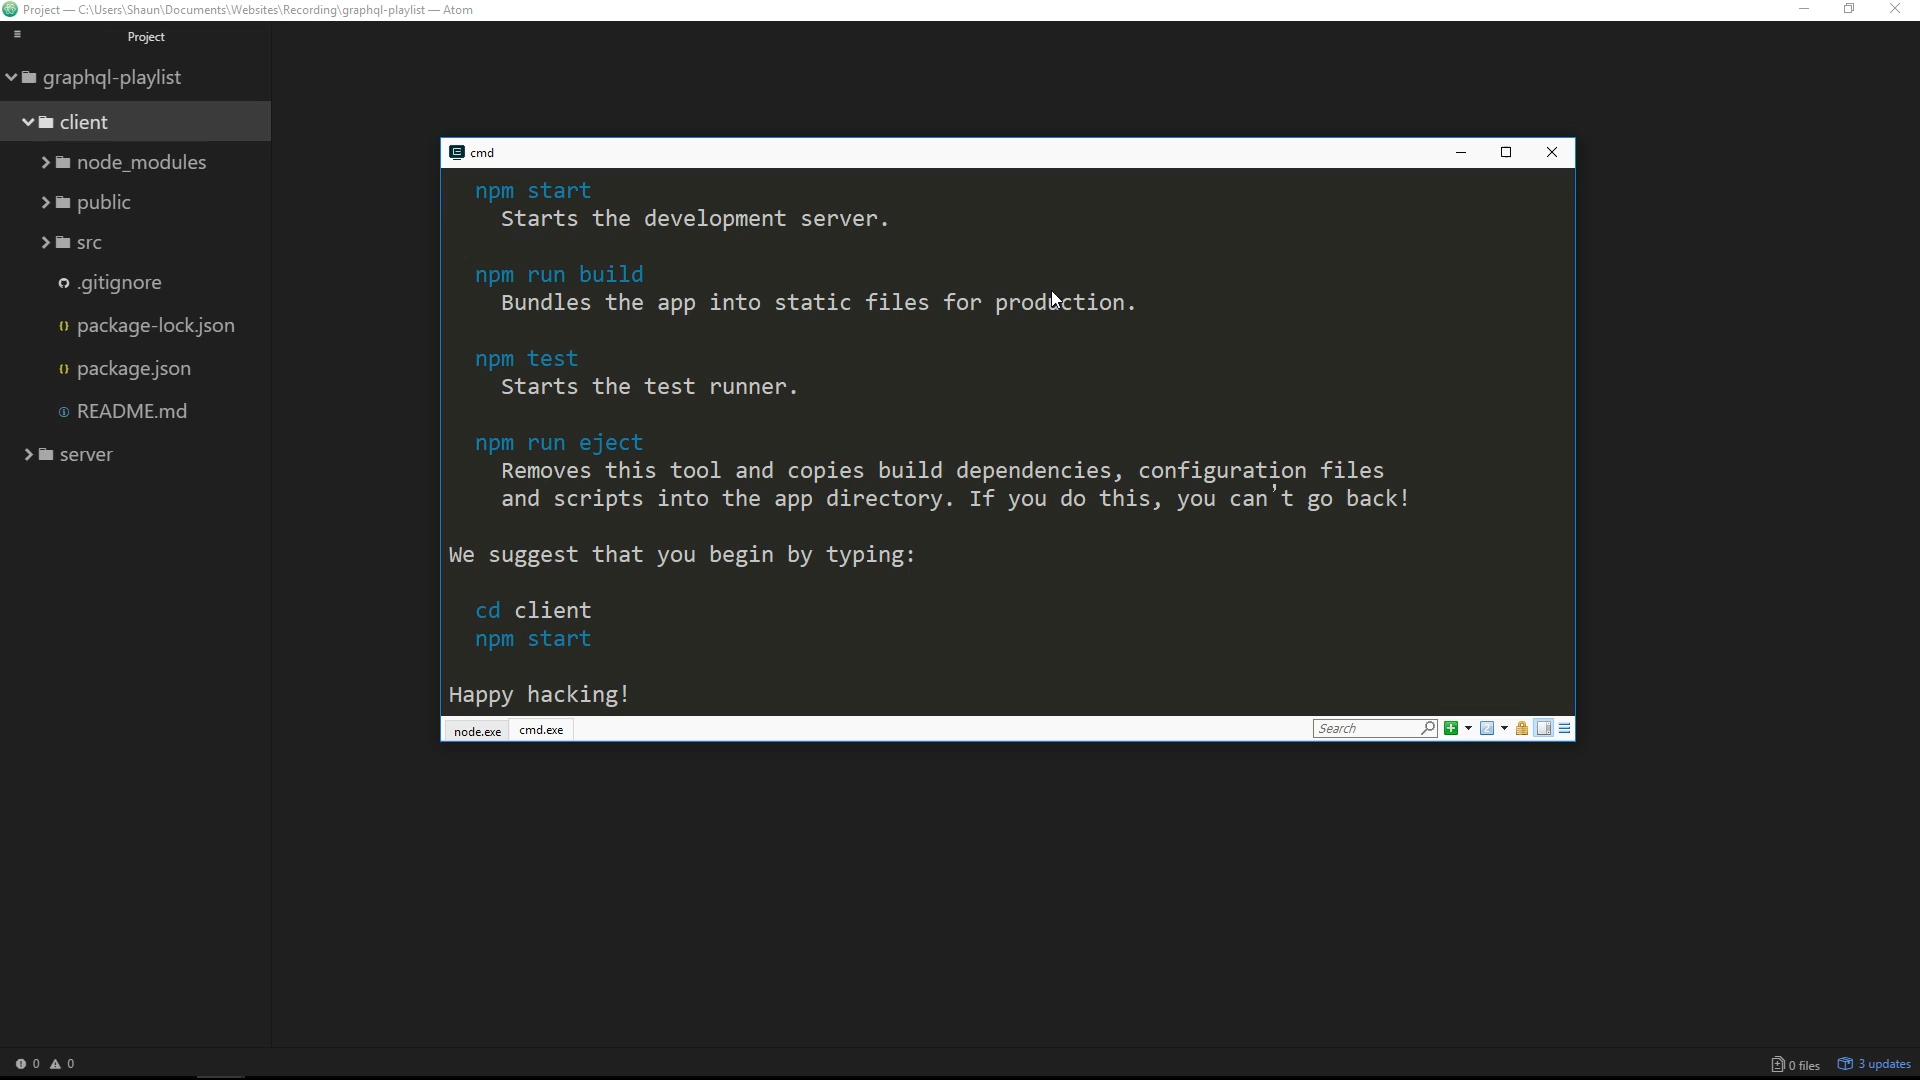 Project — C:\Users\Shaun\Documents\Websites\Recording\graphql-playlist — Atom
Project
graphql-playlist
client
node_modules
public
src
.gitignore
package-lock.json
package.json
README.md
server
cmd
npm start
Starts the development server.
npm run build
Bundles the app into static files for production.
npm test
Starts the test runner.
npm run eject
Removes this tool and copies build dependencies, configuration files
and scripts into the app directory. If you do this, you can't go back!
We suggest that you begin by typing:
cd client
npm start
Happy hacking!
node.exe cmd.exe Search
0 0 0 files 3 updates